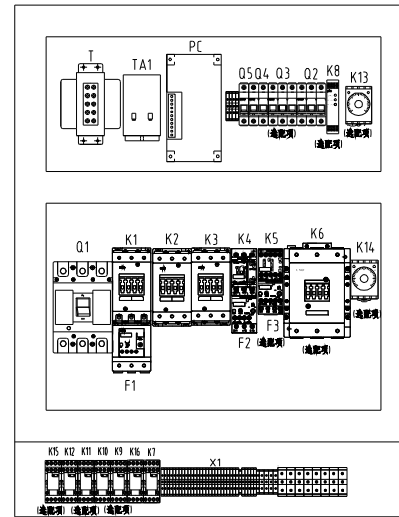 T TA1 PC Q5 Q4 Q3 Q2 K8 K13
(选配项) (选配项) (选配项)
Q1 K1 K2 K3 K4 K5 K6 K14
F1 F2 F3 (选配项) (选配项) (选配项)
K15 K12 K11 K10 K9 K16 K7 X1
(选配项) (选配项) (选配项)